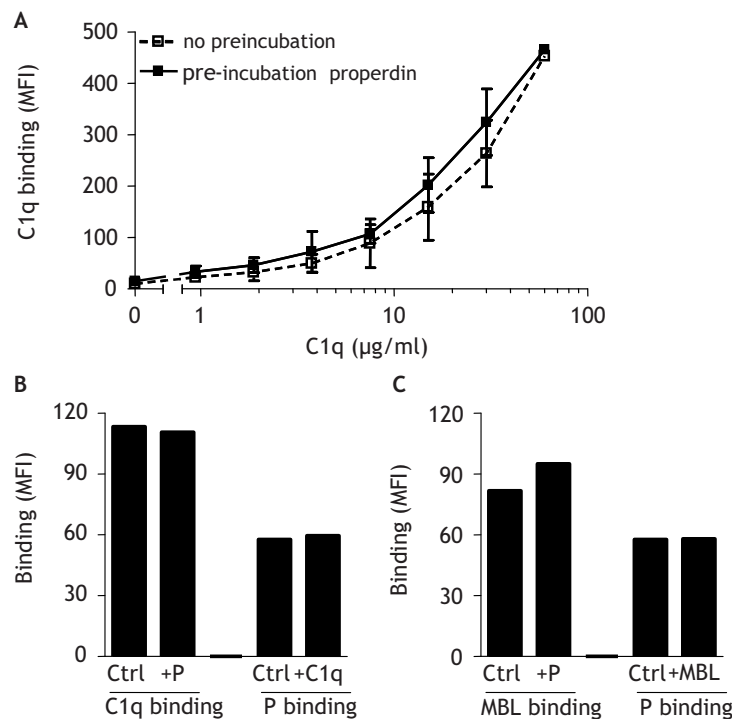 A
500
400
300
200
100
0
C1q binding (MFI)
no preincubation
pre-incubation properdin
0
1
10
100
C1q (µg/ml)
B
120
90
60
30
0
Binding (MFI)
Ctrl +P
Ctrl+C1q
C1q binding
P binding
C
120
90
60
30
0
Binding (MFI)
Ctrl +P
Ctrl+MBL
MBL binding
P binding